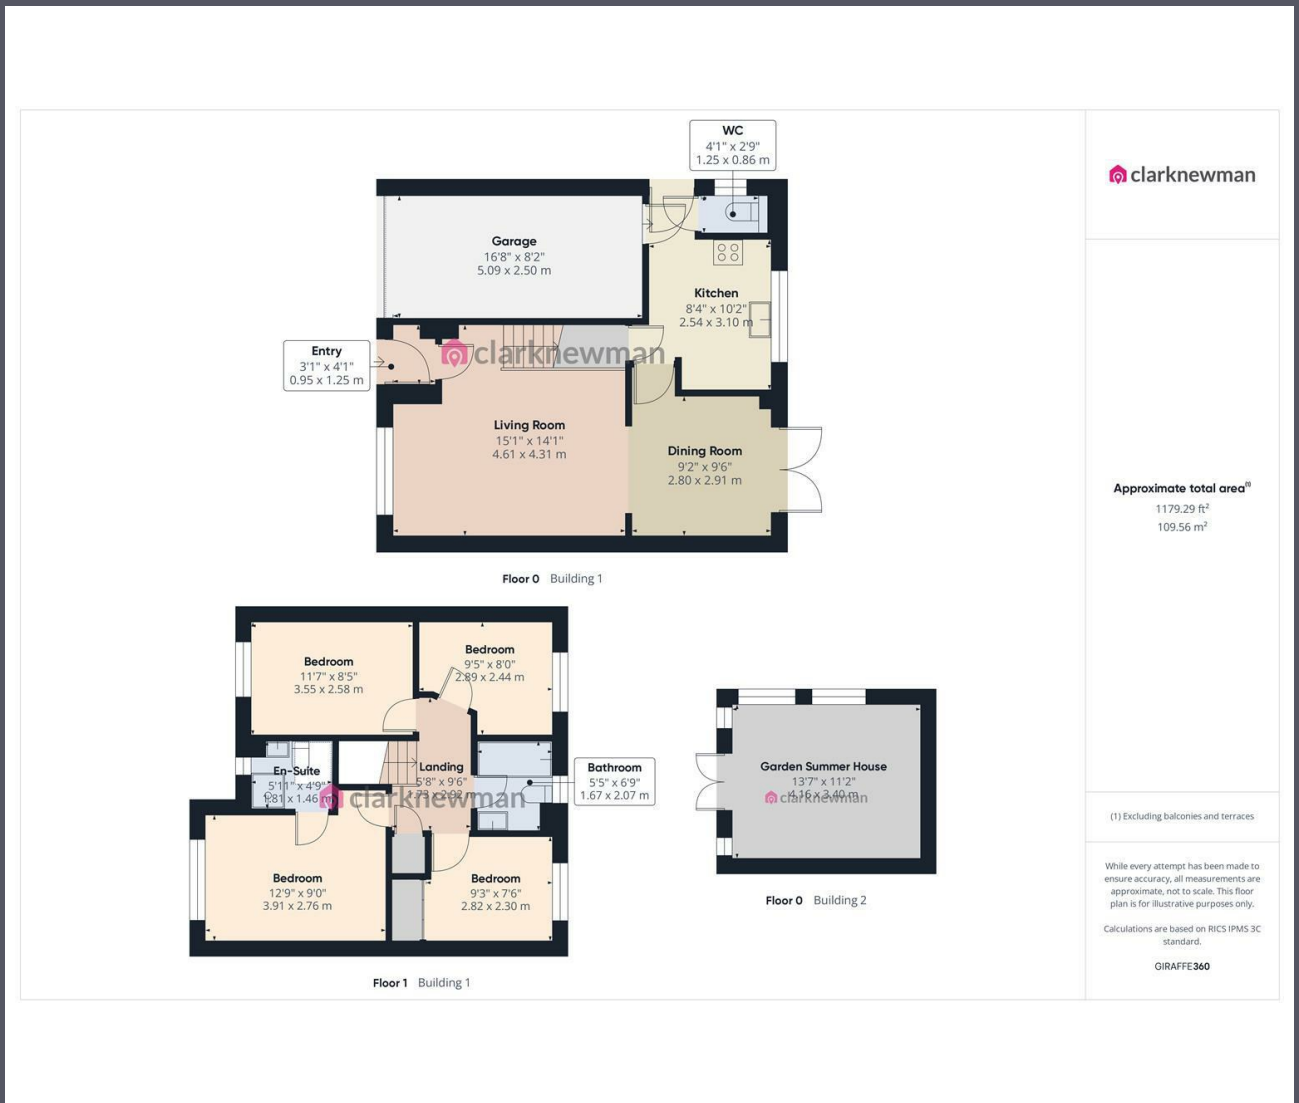 WC
4'1" x 2'9"
1.25 x 0.86 m
clarknewman
Garage
16'8" x 8'2"
5.09 x 2.50 m
Kitchen
8'4" x 10'2"
2.54 x 3.10 m
Entry
3'1" x 4'1"
0.95 x 1.25 m
clarknewman
Living Room
15'1" x 14'1"
4.61 x 4.31 m
Dining Room
9'2" x 9'6"
2.80 x 2.91 m
Approximate total area(1)
1179.29 ft²
109.56 m²
Floor 0 Building 1
Bedroom
11'7" x 8'5"
3.55 x 2.58 m
Bedroom
9'5" x 8'0"
2.89 x 2.44 m
En-Suite
5'11" x 4'9"
1.81 x 1.46 m
Landing
5'8" x 9'6"
1.73 x 2.92 m
Bathroom
5'5" x 6'9"
1.67 x 2.07 m
clarknewman
Garden Summer House
13'7" x 11'2"
4.16 x 3.40 m
clarknewman
Bedroom
12'9" x 9'0"
3.91 x 2.76 m
Bedroom
9'3" x 7'6"
2.82 x 2.30 m
Floor 0 Building 2
Floor 1 Building 1
(1) Excluding balconies and terraces
While every attempt has been made to
ensure accuracy, all measurements are
approximate, not to scale. This floor
plan is for illustrative purposes only.
Calculations are based on RICS IPMS 3C
standard.
GIRAFFE360